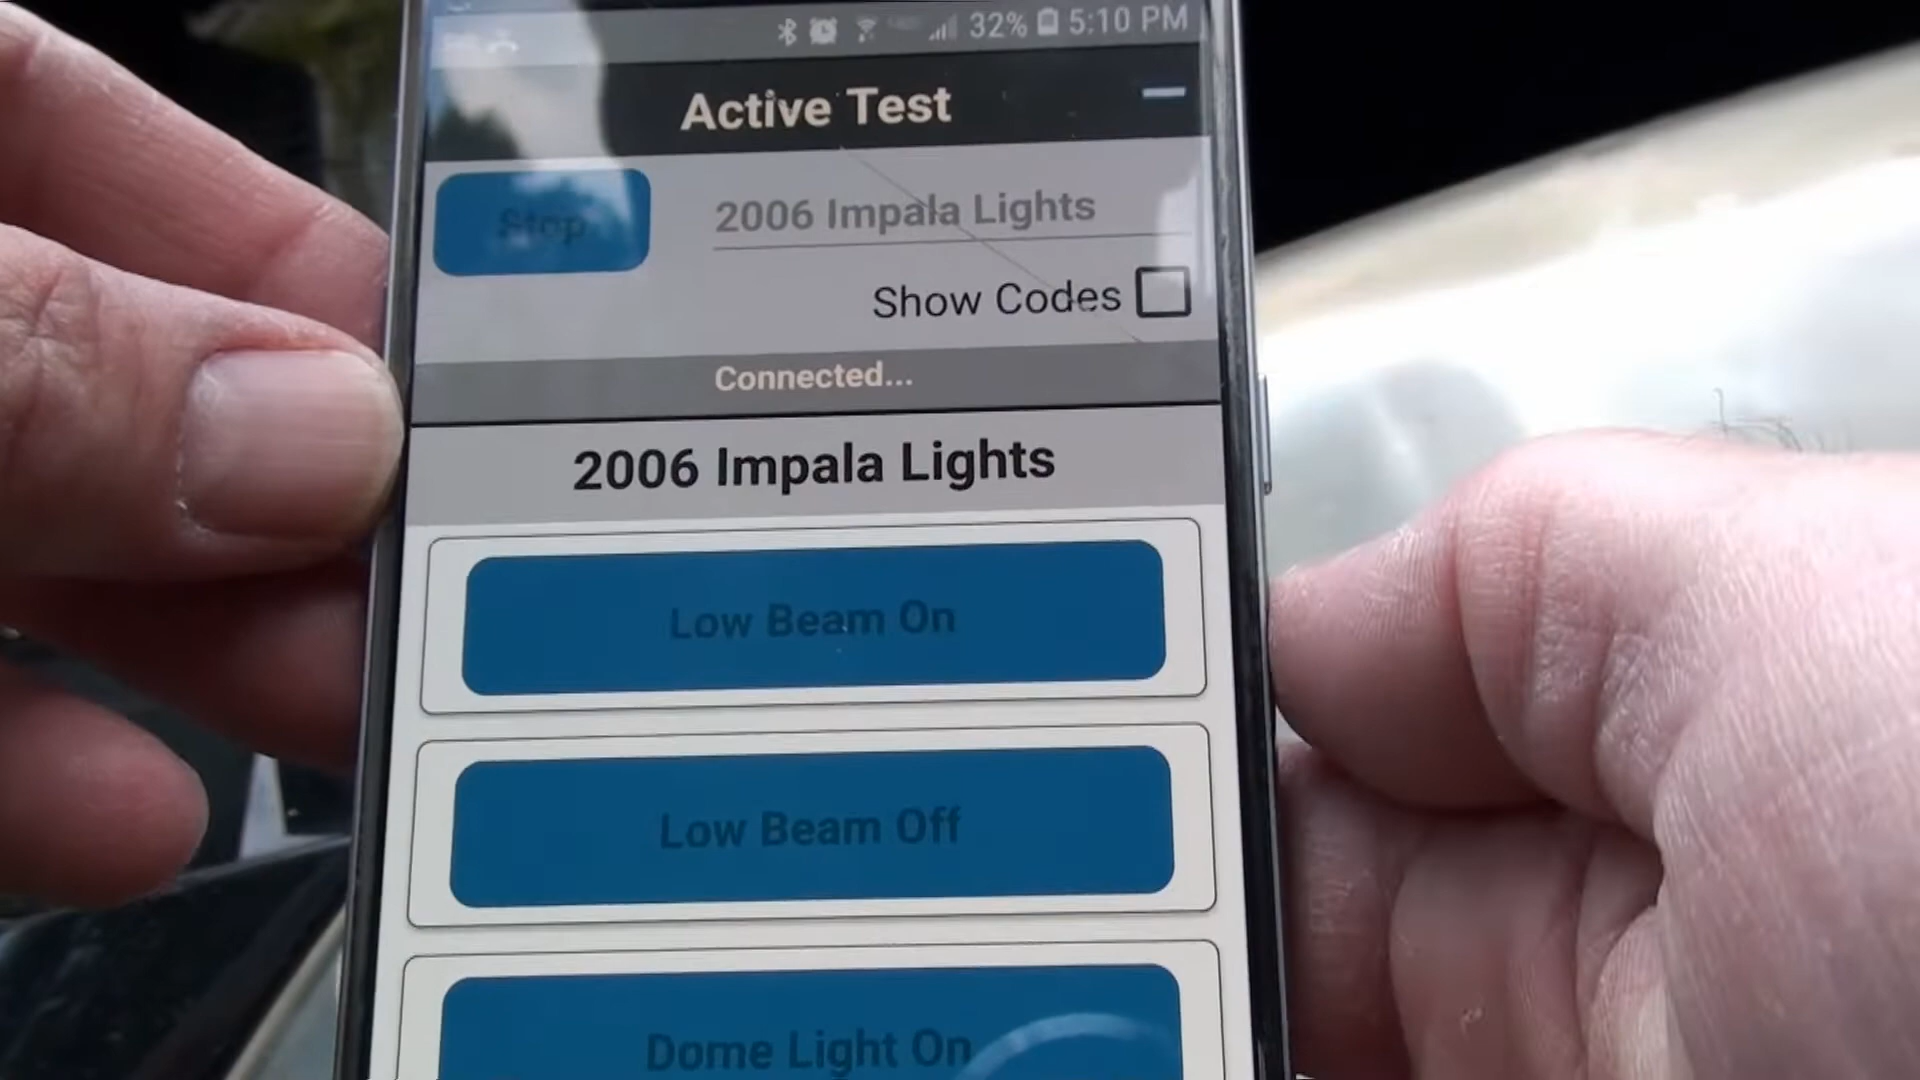 32% 5:10 PM
Active Test
Stop
2006 Impala Lights
Show Codes
Connected...
2006 Impala Lights
Low Beam On
Low Beam Off
Dome Light On